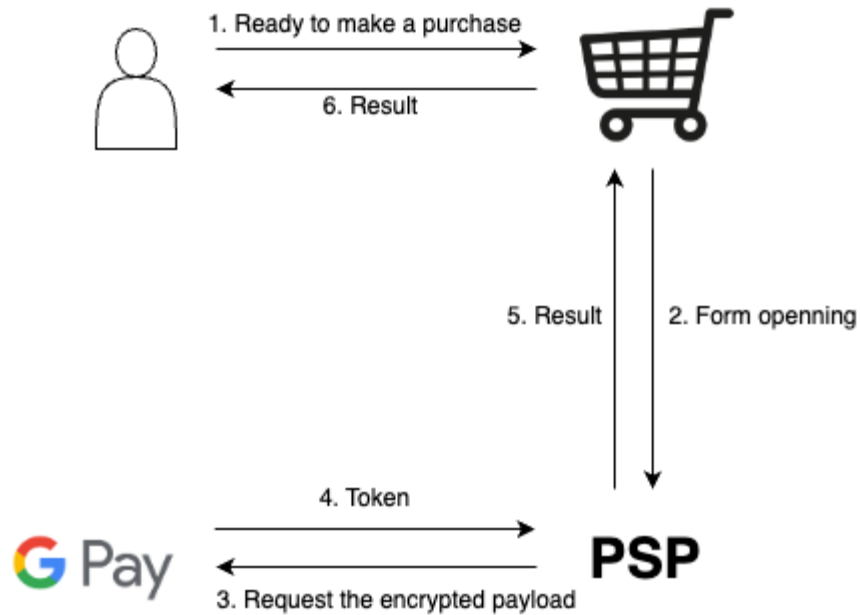 1. Ready to make a purchase
6. Result
5. Result
2. Form openning
4. Token
G Pay
PSP
3. Request the encrypted payload